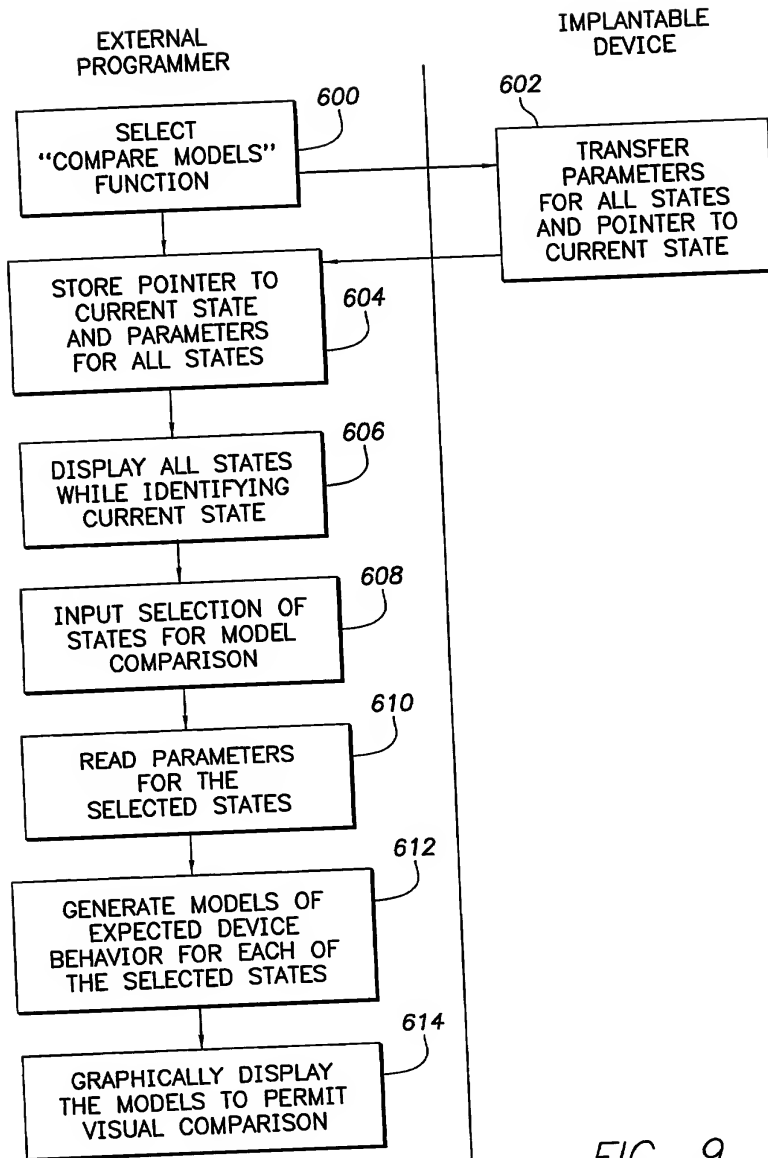 EXTERNAL
PROGRAMMER
IMPLANTABLE
DEVICE
600
SELECT
"COMPARE MODELS"
FUNCTION
602
TRANSFER
PARAMETERS
FOR ALL STATES
AND POINTER TO
CURRENT STATE
STORE POINTER TO
CURRENT STATE
AND PARAMETERS
FOR ALL STATES
604
606
DISPLAY ALL STATES
WHILE IDENTIFYING
CURRENT STATE
608
INPUT SELECTION OF
STATES FOR MODEL
COMPARISON
610
READ PARAMETERS
FOR THE
SELECTED STATES
612
GENERATE MODELS OF
EXPECTED DEVICE
BEHAVIOR FOR EACH OF
THE SELECTED STATES
614
GRAPHICALLY DISPLAY
THE MODELS TO PERMIT
VISUAL COMPARISON
FIG. 9